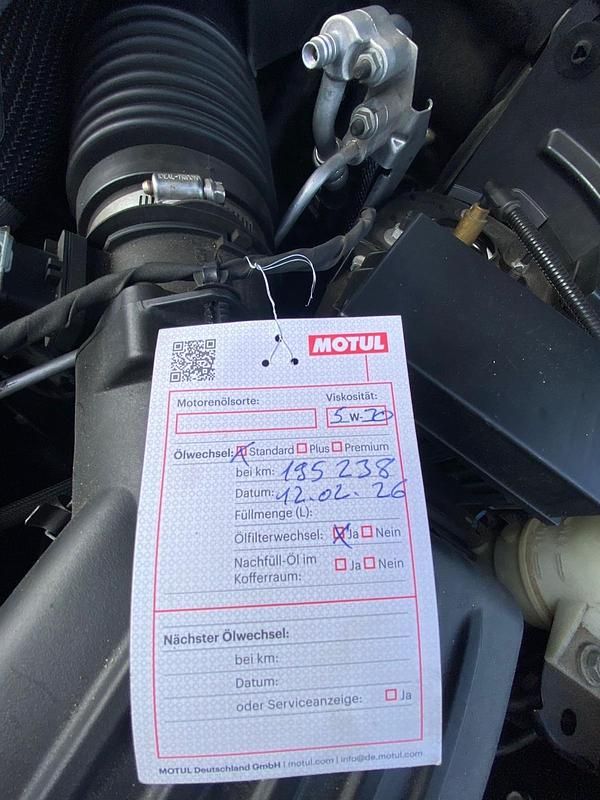 IDEAL-TRIDON
MOTUL
Motorenölsorte:
Viskosität:
5 W-30
Ölwechsel: X Standard Plus Premium
bei km: 195 238
Datum: 12.02.26
Füllmenge (L):
Ölfilterwechsel: X Ja Nein
Nachfüll-Öl im Ja Nein
Kofferraum:
Nächster Ölwechsel:
bei km:
Datum:
oder Serviceanzeige: Ja
MOTUL Deutschland GmbH | motul.com | info@de.motul.com